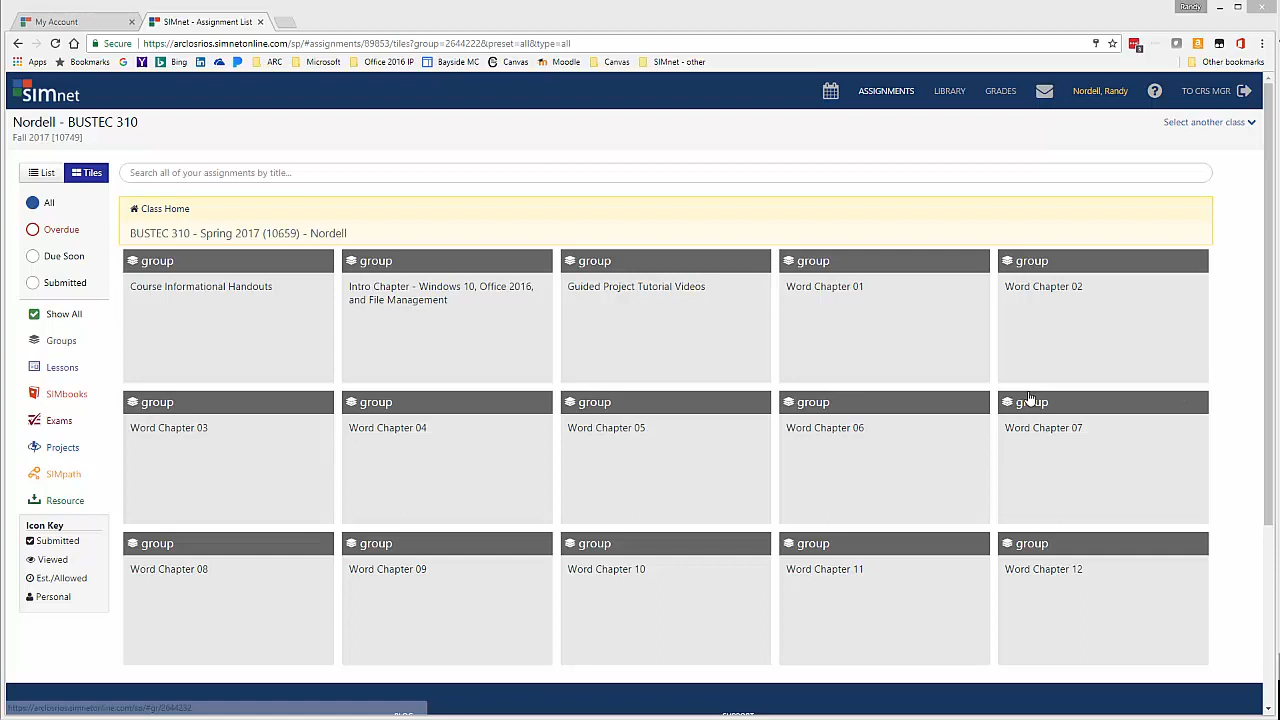 Randy
My Account
SIMnet - Assignment List
Secure
https://arclosrios.simnetonline.com/sp/#assignments/89853/tiles?group=2644222&preset=all&type=all
Apps
Bookmarks
Bing
ARC
Microsoft
Office 2016 IP
Bayside MC
Canvas
Moodle
Canvas
SIMnet - other
Other bookmarks
SIMnet
ASSIGNMENTS
LIBRARY
GRADES
Nordell, Randy
TO CRS MGR
Nordell - BUSTEC 310
Fall 2017 [10749]
Select another class
List
Tiles
Search all of your assignments by title...
All
Overdue
Due Soon
Submitted
Show All
Groups
Lessons
SIMbooks
Exams
Projects
SIMpath
Resource
Icon Key
Submitted
Viewed
Est./Allowed
Personal
Class Home
BUSTEC 310 - Spring 2017 (10659) - Nordell
group
Course Informational Handouts
group
Intro Chapter - Windows 10, Office 2016,
and File Management
group
Guided Project Tutorial Videos
group
Word Chapter 01
group
Word Chapter 02
group
Word Chapter 03
group
Word Chapter 04
group
Word Chapter 05
group
Word Chapter 06
group
Word Chapter 07
group
Word Chapter 08
group
Word Chapter 09
group
Word Chapter 10
group
Word Chapter 11
group
Word Chapter 12
https://arclosrios.simnetonline.com/sp/#gr/2644232